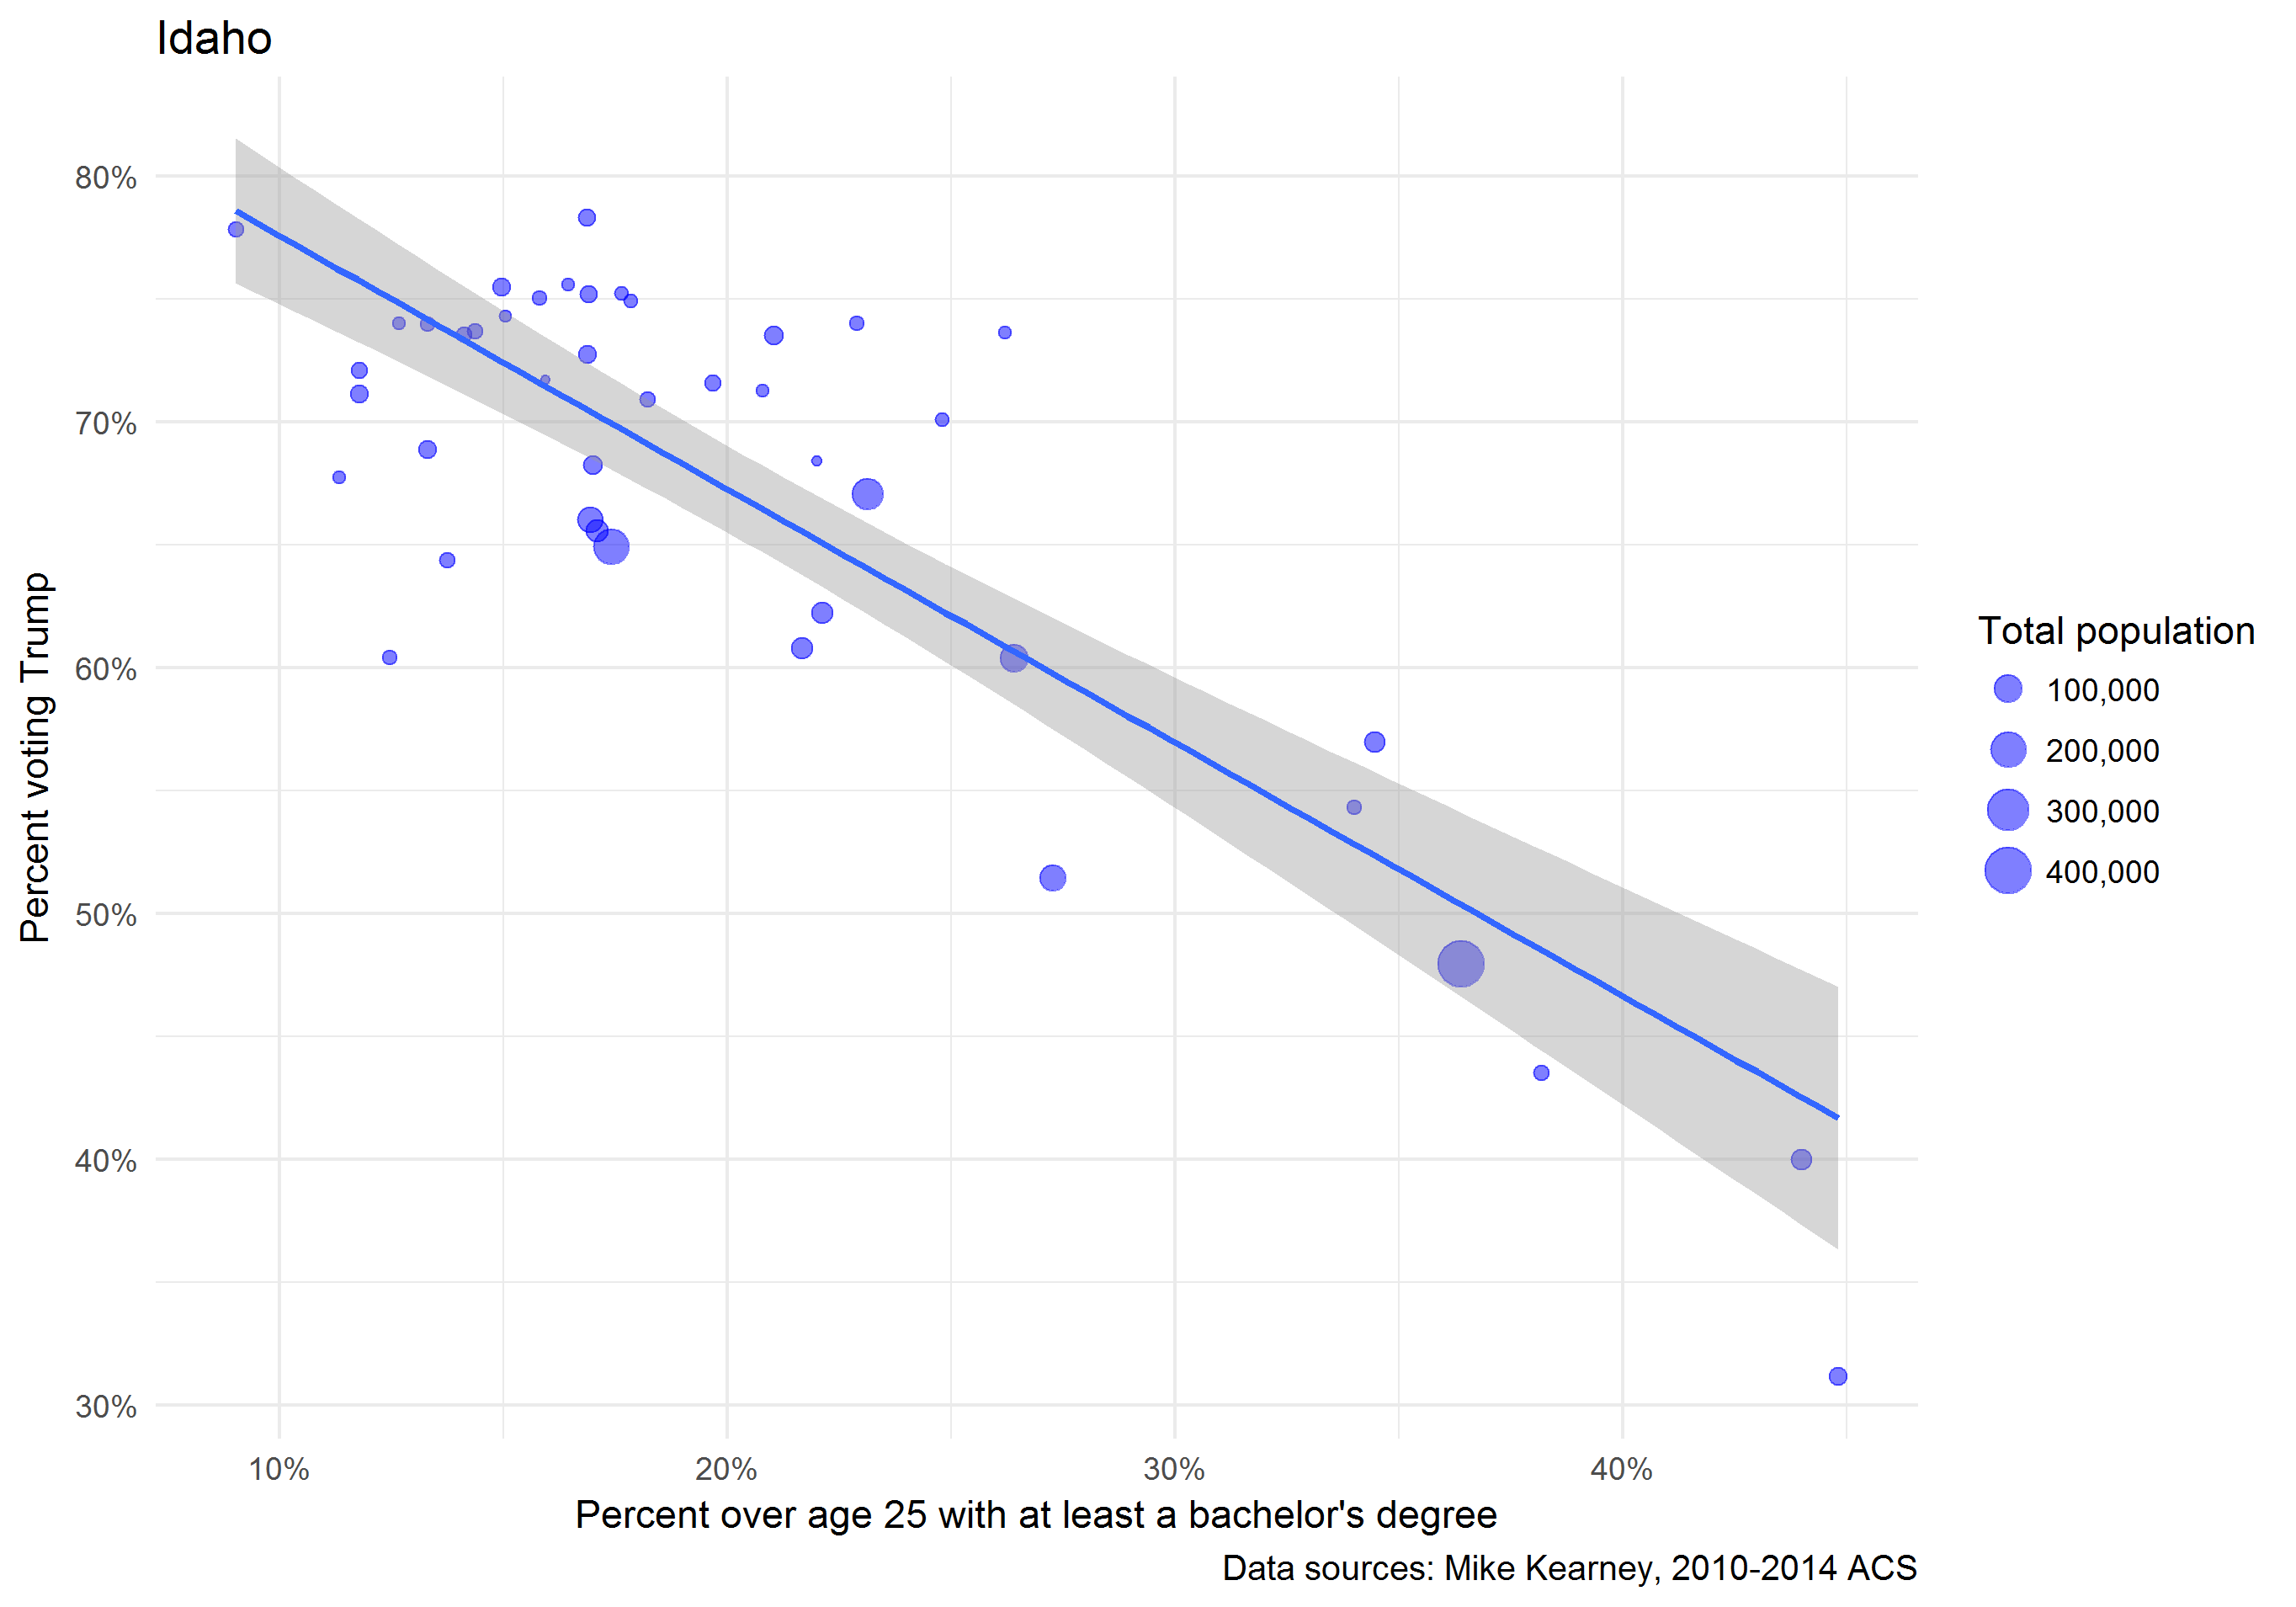 Idaho
80%
70%
60%
50%
40%
30%
Percent voting Trump
10%
20%
30%
40%
Percent over age 25 with at least a bachelor's degree
Total population
100,000
200,000
300,000
400,000
Data sources: Mike Kearney, 2010-2014 ACS